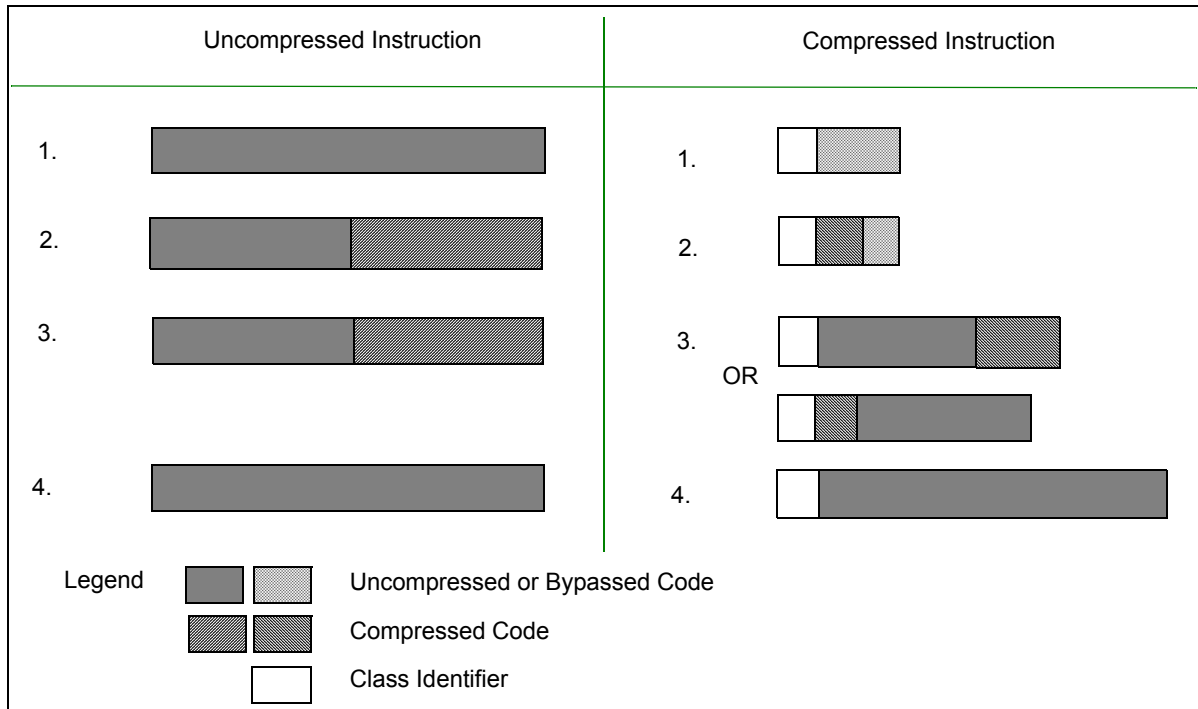 Uncompressed Instruction
Compressed Instruction
1.
1.
2.
2.
3.
3.
OR
4.
4.
Legend
Uncompressed or Bypassed Code
Compressed Code
Class Identifier